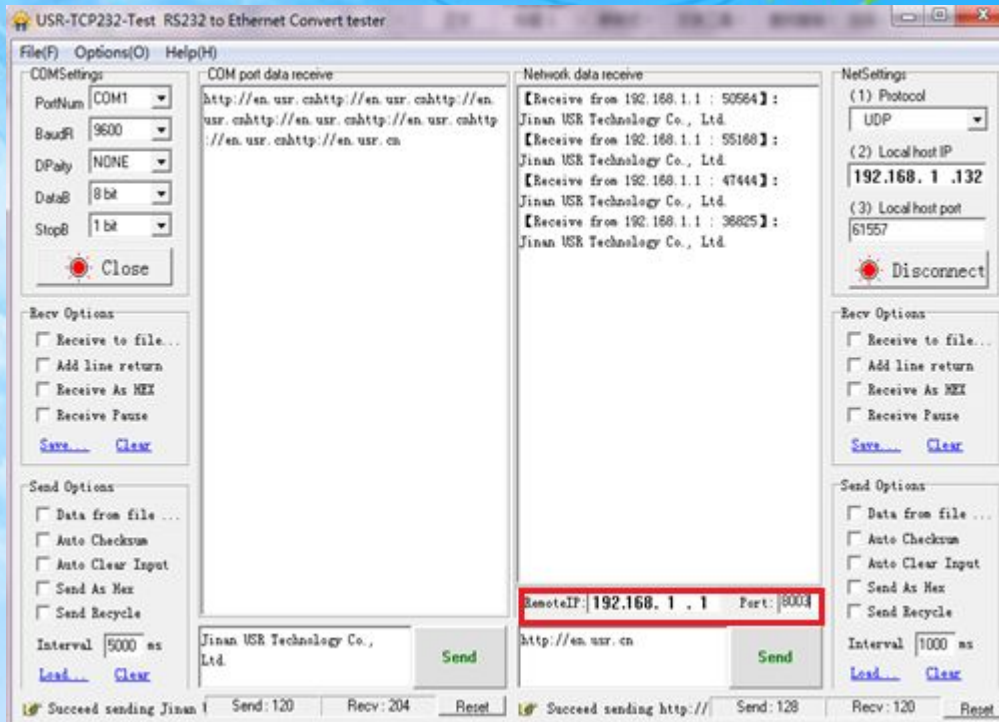 USR-TCP232-Test RS232 to Ethernet Convert tester
File(F) Options(O) Help(H)
COMSettings
PortNum COM1
BaudR 9600
DPaity NONE
DataB 8 bit
StopB 1 bit
Close
Recv Options
Receive to file...
Add line return
Receive As HEX
Receive Pause
Save... Clear
Send Options
Data from file ...
Auto Checksum
Auto Clear Input
Send As Hex
Send Recycle
Interval 5000 ms
Load... Clear
COM port data receive
http://en.usr.cnhttp://en.usr.cnhttp://en.
usr.cnhttp://en.usr.cnhttp://en.usr.cnhttp
://en.usr.cnhttp://en.usr.cn
Jinan USR Technology Co.,
Ltd.
Send
Network data receive
【Receive from 192.168.1.1 : 50564】:
Jinan USR Technology Co., Ltd.
【Receive from 192.168.1.1 : 55168】:
Jinan USR Technology Co., Ltd.
【Receive from 192.168.1.1 : 47444】:
Jinan USR Technology Co., Ltd.
【Receive from 192.168.1.1 : 36825】:
Jinan USR Technology Co., Ltd.
RemoteIP: 192.168. 1 . 1 Port: 8003
http://en.usr.cn
Send
NetSettings
(1) Protocol
UDP
(2) Local host IP
192.168. 1 .132
(3) Local host port
61557
Disconnect
Recv Options
Receive to file...
Add line return
Receive As HEX
Receive Pause
Save... Clear
Send Options
Data from file ...
Auto Checksum
Auto Clear Input
Send As Hex
Send Recycle
Interval 1000 ms
Load... Clear
Succeed sending Jinan Send : 120 Recv : 204 Reset
Succeed sending http:// Send : 128 Recv : 120 Reset